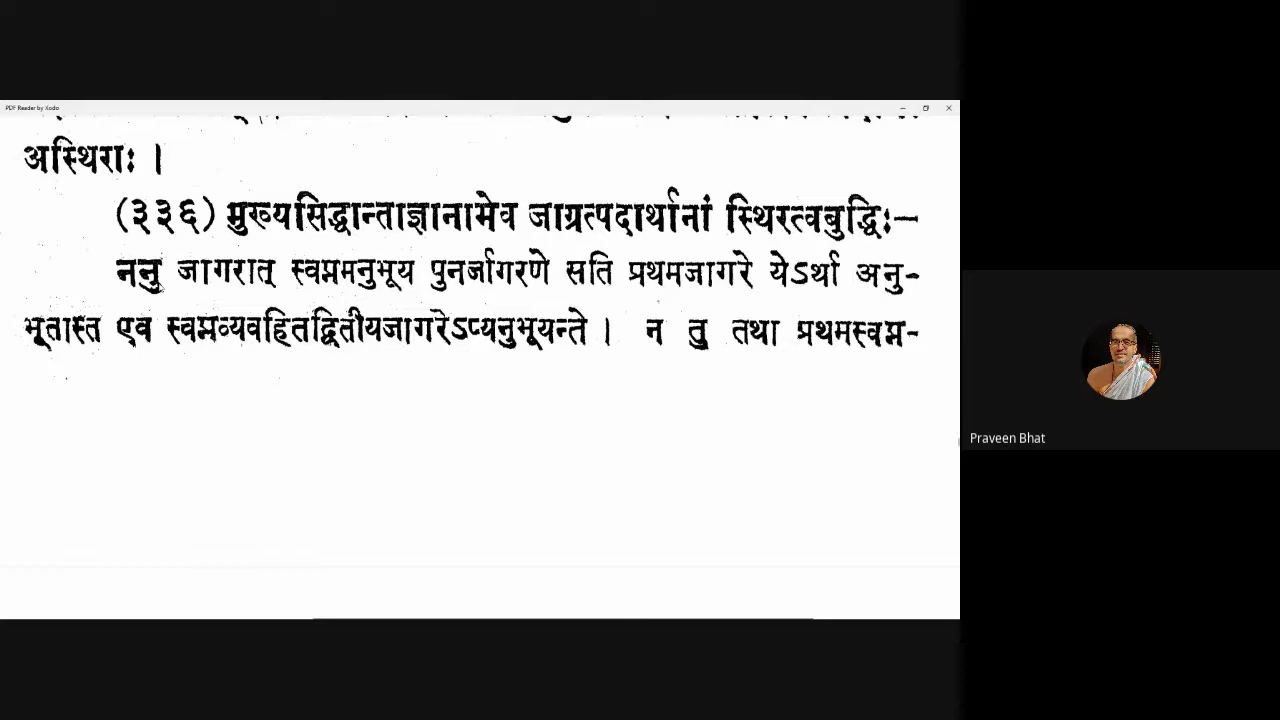 PDF Reader by Xodo
अस्थिराः ।
(३३६) मुख्यसिद्धान्ताज्ञानामेव जाग्रत्पदार्थानां स्थिरत्वबुद्धिः—
ननु जागरात् स्वप्नमनुभूय पुनर्जागरणे सति प्रथमजागरे येऽर्था अनु-
भूतास्त एव स्वप्नव्यवहितद्वितीयजागरेऽप्यनुभूयन्ते । न तु तथा प्रथमस्वप्न-
Praveen Bhat